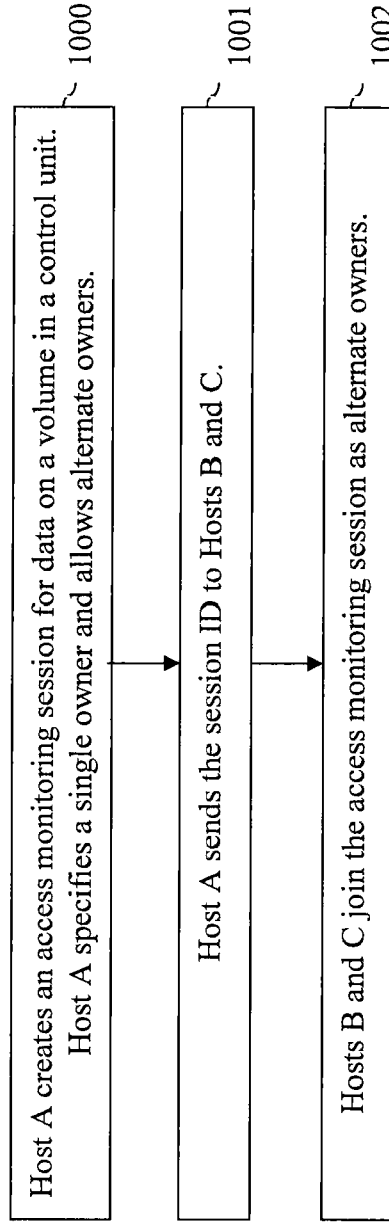 Host A creates an access monitoring session for data on a volume in a control unit.
Host A specifies a single owner and allows alternate owners.
1000
Host A sends the session ID to Hosts B and C.
1001
Hosts B and C join the access monitoring session as alternate owners.
1002